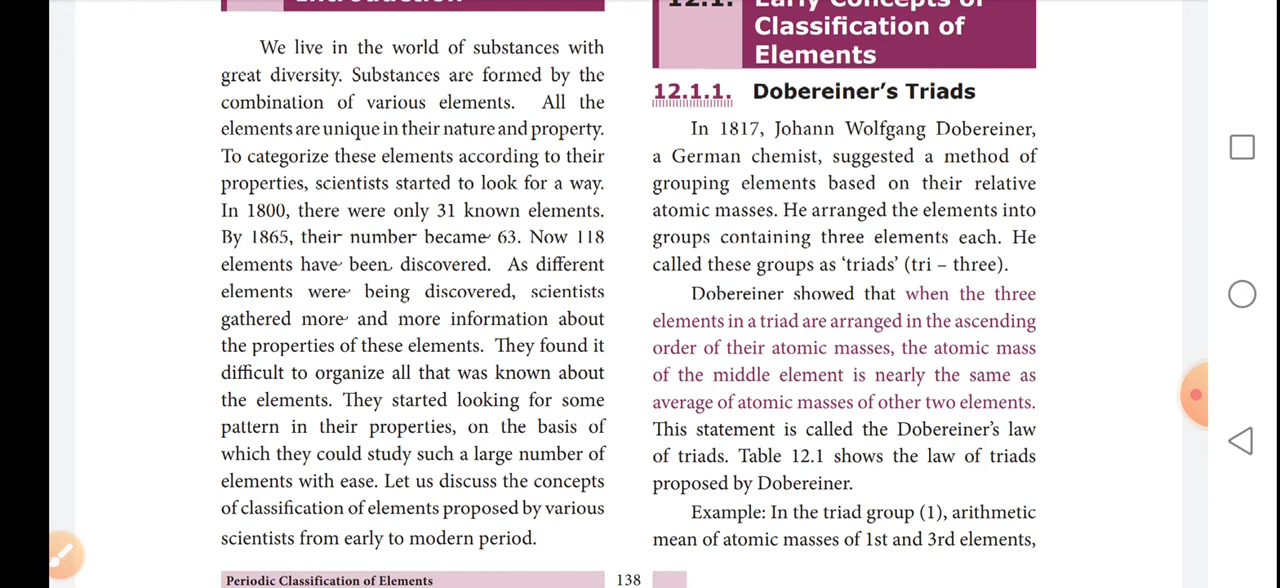 Introduction
We live in the world of substances with
great diversity. Substances are formed by the
combination of various elements. All the
elements are unique in their nature and property.
To categorize these elements according to their
properties, scientists started to look for a way.
In 1800, there were only 31 known elements.
By 1865, their number became 63. Now 118
elements have been discovered. As different
elements were being discovered, scientists
gathered more and more information about
the properties of these elements. They found it
difficult to organize all that was known about
the elements. They started looking for some
pattern in their properties, on the basis of
which they could study such a large number of
elements with ease. Let us discuss the concepts
of classification of elements proposed by various
scientists from early to modern period.
12.1. Early Concepts of
Classification of
Elements
12.1.1. Dobereiner's Triads
In 1817, Johann Wolfgang Dobereiner,
a German chemist, suggested a method of
grouping elements based on their relative
atomic masses. He arranged the elements into
groups containing three elements each. He
called these groups as ‘triads’ (tri – three).
Dobereiner showed that when the three
elements in a triad are arranged in the ascending
order of their atomic masses, the atomic mass
of the middle element is nearly the same as
average of atomic masses of other two elements.
This statement is called the Dobereiner's law
of triads. Table 12.1 shows the law of triads
proposed by Dobereiner.
Example: In the triad group (1), arithmetic
mean of atomic masses of 1st and 3rd elements,
Periodic Classification of Elements 138